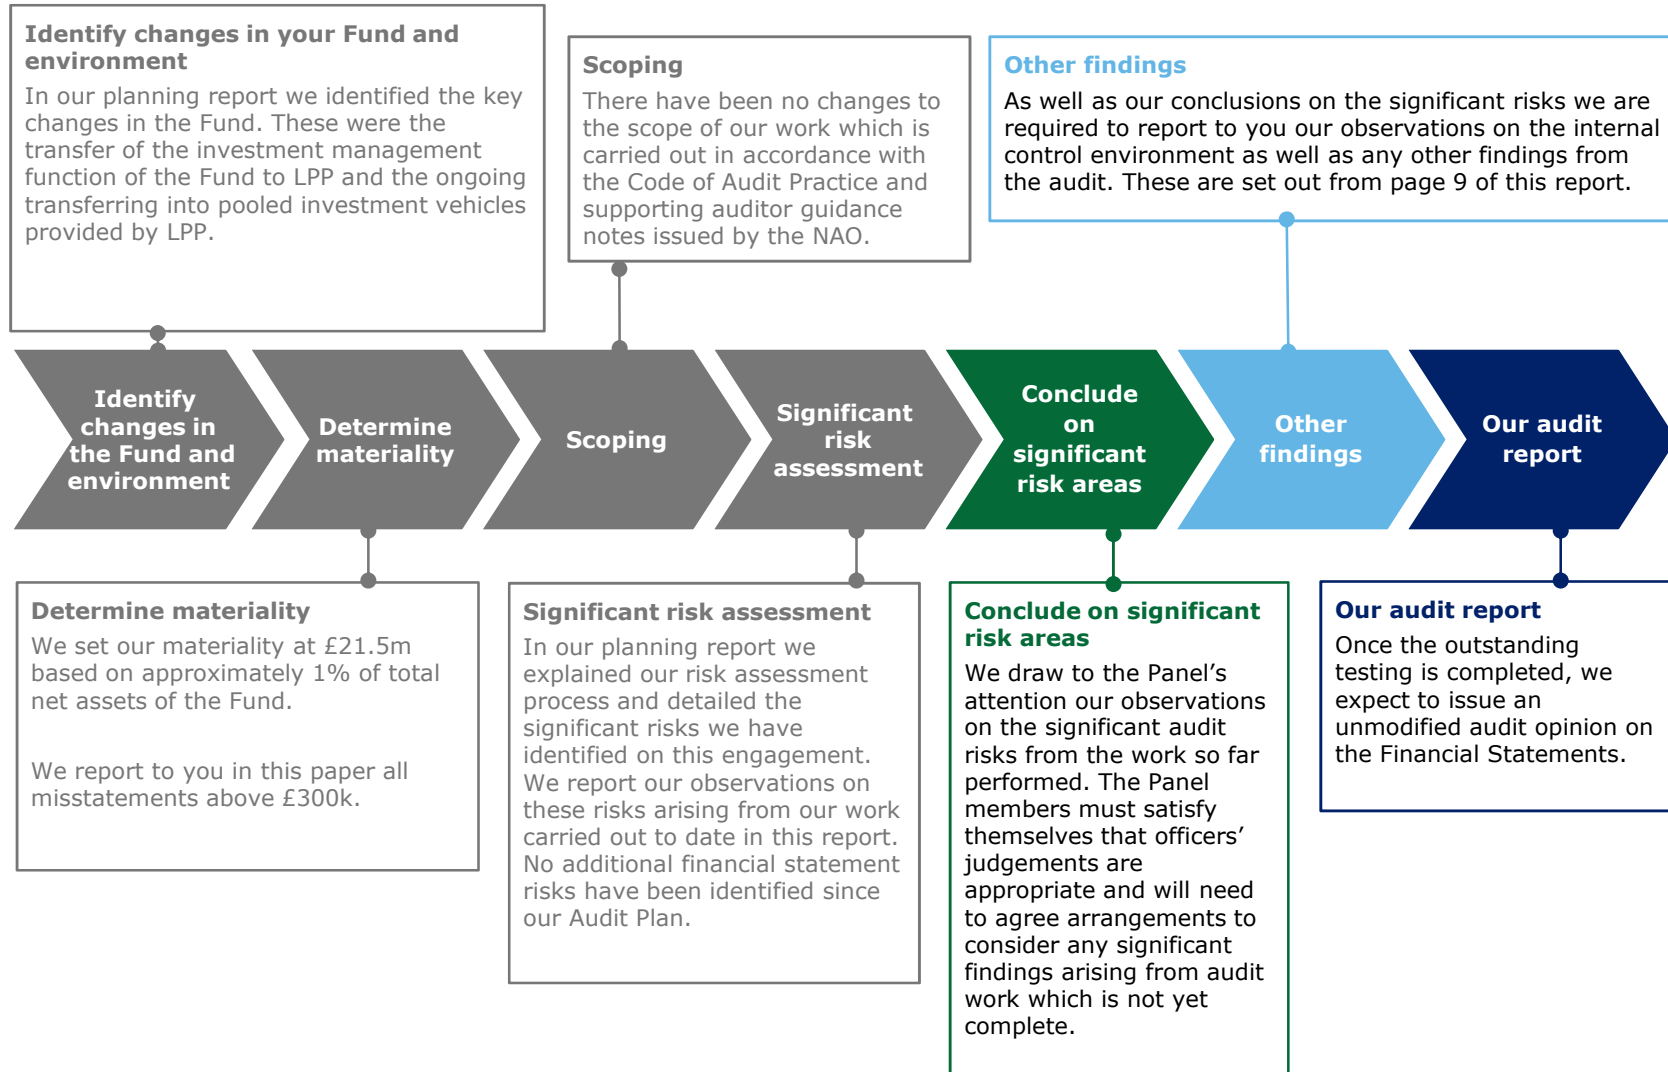 Identify changes in your Fund and
environment
In our planning report we identified the key
changes in the Fund. These were the
transfer of the investment management
function of the Fund to LPP and the ongoing
transferring into pooled investment vehicles
provided by LPP.
Scoping
There have been no changes to
the scope of our work which is
carried out in accordance with
the Code of Audit Practice and
supporting auditor guidance
notes issued by the NAO.
Other findings
As well as our conclusions on the significant risks we are
required to report to you our observations on the internal
control environment as well as any other findings from
the audit. These are set out from page 9 of this report.
Identify
changes in
the Fund and
environment
Determine
materiality
Scoping
Significant
risk
assessment
Conclude
on
significant
risk areas
Other
findings
Our audit
report
Determine materiality
We set our materiality at £21.5m
based on approximately 1% of total
net assets of the Fund.
We report to you in this paper all
misstatements above £300k.
Significant risk assessment
In our planning report we
explained our risk assessment
process and detailed the
significant risks we have
identified on this engagement.
We report our observations on
these risks arising from our work
carried out to date in this report.
No additional financial statement
risks have been identified since
our Audit Plan.
Conclude on significant
risk areas
We draw to the Panel’s
attention our observations
on the significant audit
risks from the work so far
performed. The Panel
members must satisfy
themselves that officers’
judgements are
appropriate and will need
to agree arrangements to
consider any significant
findings arising from audit
work which is not yet
complete.
Our audit report
Once the outstanding
testing is completed, we
expect to issue an
unmodified audit opinion on
the Financial Statements.